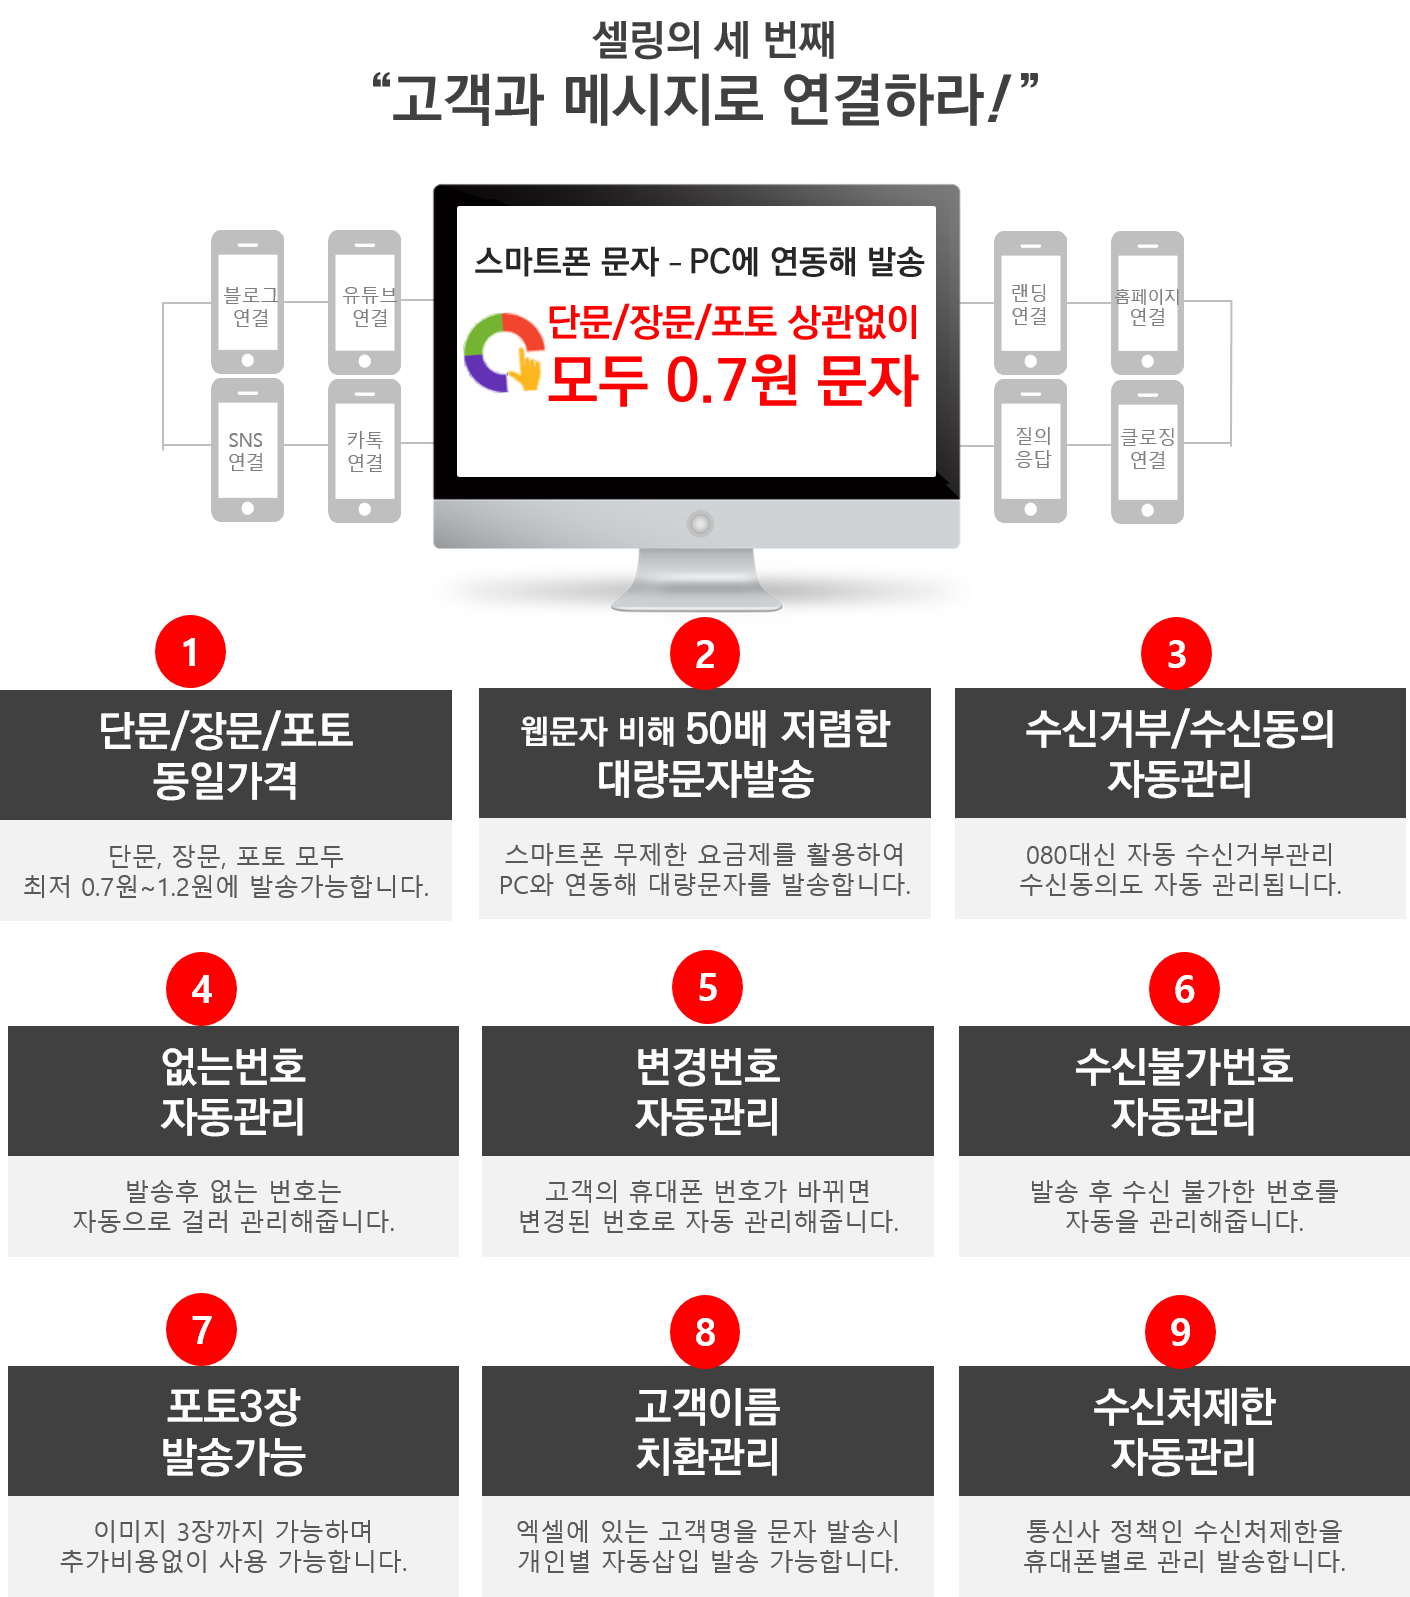 셀링의 세 번째
“고객과 메시지로 연결하라!”
스마트폰 문자 - PC에 연동해 발송
단문/장문/포토 상관없이
모두 0.7원 문자
블로그
연결
유튜브
연결
SNS
연결
카톡
연결
랜딩
연결
홈페이지
연결
질의
응답
클로징
연결
1
단문/장문/포토
동일가격
단문, 장문, 포토 모두
최저 0.7원~1.2원에 발송가능합니다.
2
웹문자 비해 50배 저렴한
대량문자발송
스마트폰 무제한 요금제를 활용하여
PC와 연동해 대량문자를 발송합니다.
3
수신거부/수신동의
자동관리
080대신 자동 수신거부관리
수신동의도 자동 관리됩니다.
4
없는번호
자동관리
발송후 없는 번호는
자동으로 걸러 관리해줍니다.
5
변경번호
자동관리
고객의 휴대폰 번호가 바뀌면
변경된 번호로 자동 관리해줍니다.
6
수신불가번호
자동관리
발송 후 수신 불가한 번호를
자동을 관리해줍니다.
7
포토3장
발송가능
이미지 3장까지 가능하며
추가비용없이 사용 가능합니다.
8
고객이름
치환관리
엑셀에 있는 고객명을 문자 발송시
개인별 자동삽입 발송 가능합니다.
9
수신처제한
자동관리
통신사 정책인 수신처제한을
휴대폰별로 관리 발송합니다.